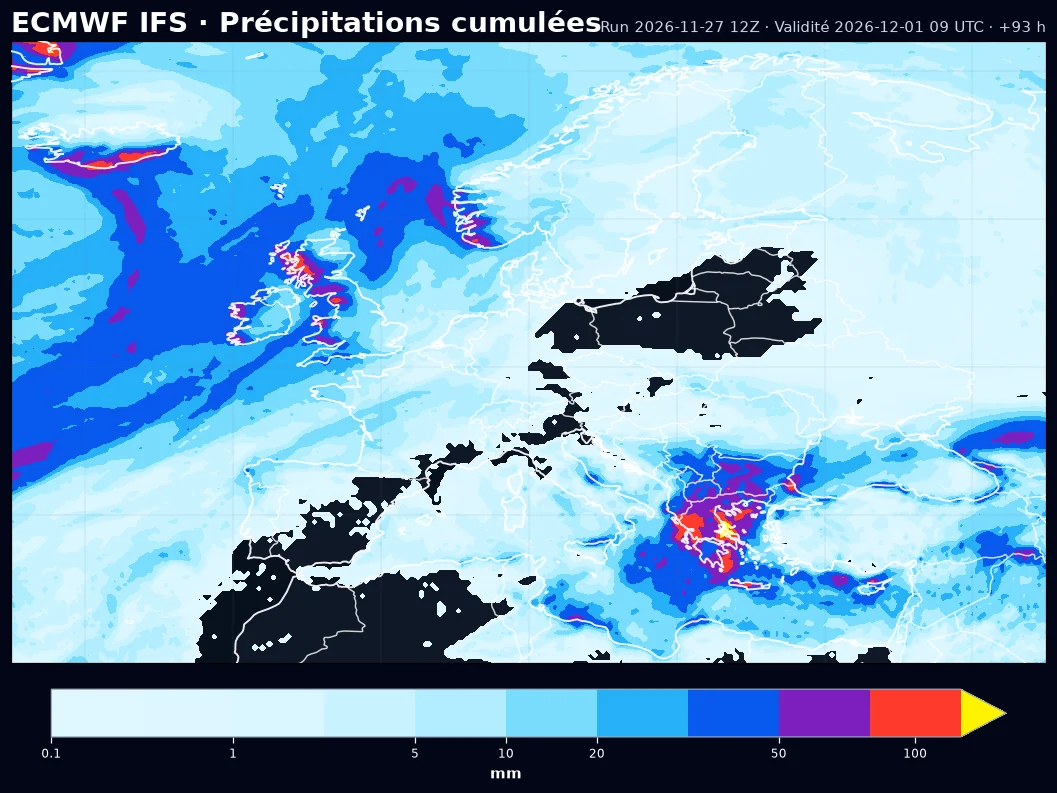 ECMWF IFS · Précipitations cumulées
Run 2026-11-27 12Z · Validité 2026-12-01 09 UTC · +93 h
0.1 1 5 10 20 50 100
mm